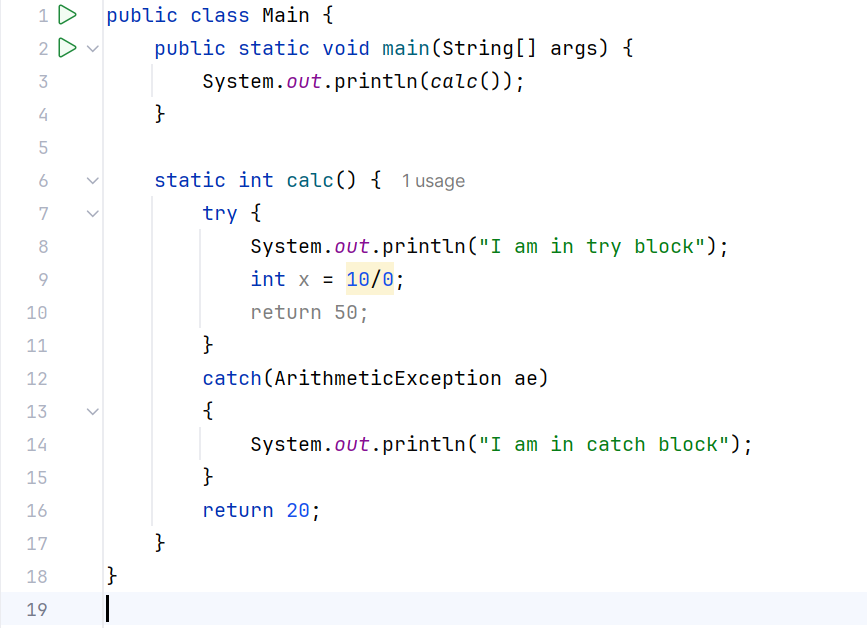 1 public class Main {
2 public static void main(String[] args) {
3 System.out.println(calc());
4 }
5
6 static int calc() { 1 usage
7 try {
8 System.out.println("I am in try block");
9 int x = 10/0;
10 return 50;
11 }
12 catch(ArithmeticException ae)
13 {
14 System.out.println("I am in catch block");
15 }
16 return 20;
17 }
18 }
19